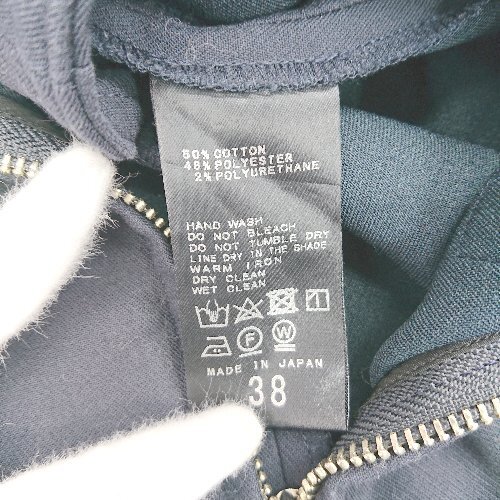 50% COTTON
48% POLYESTER
2% POLYURETHANE
HAND WASH
DO NOT BLEACH
DO NOT TUMBLE DRY
LINE DRY IN THE SHADE
WARM IRON
DRY CLEAN
WET CLEAN
F W
MADE IN JAPAN
38